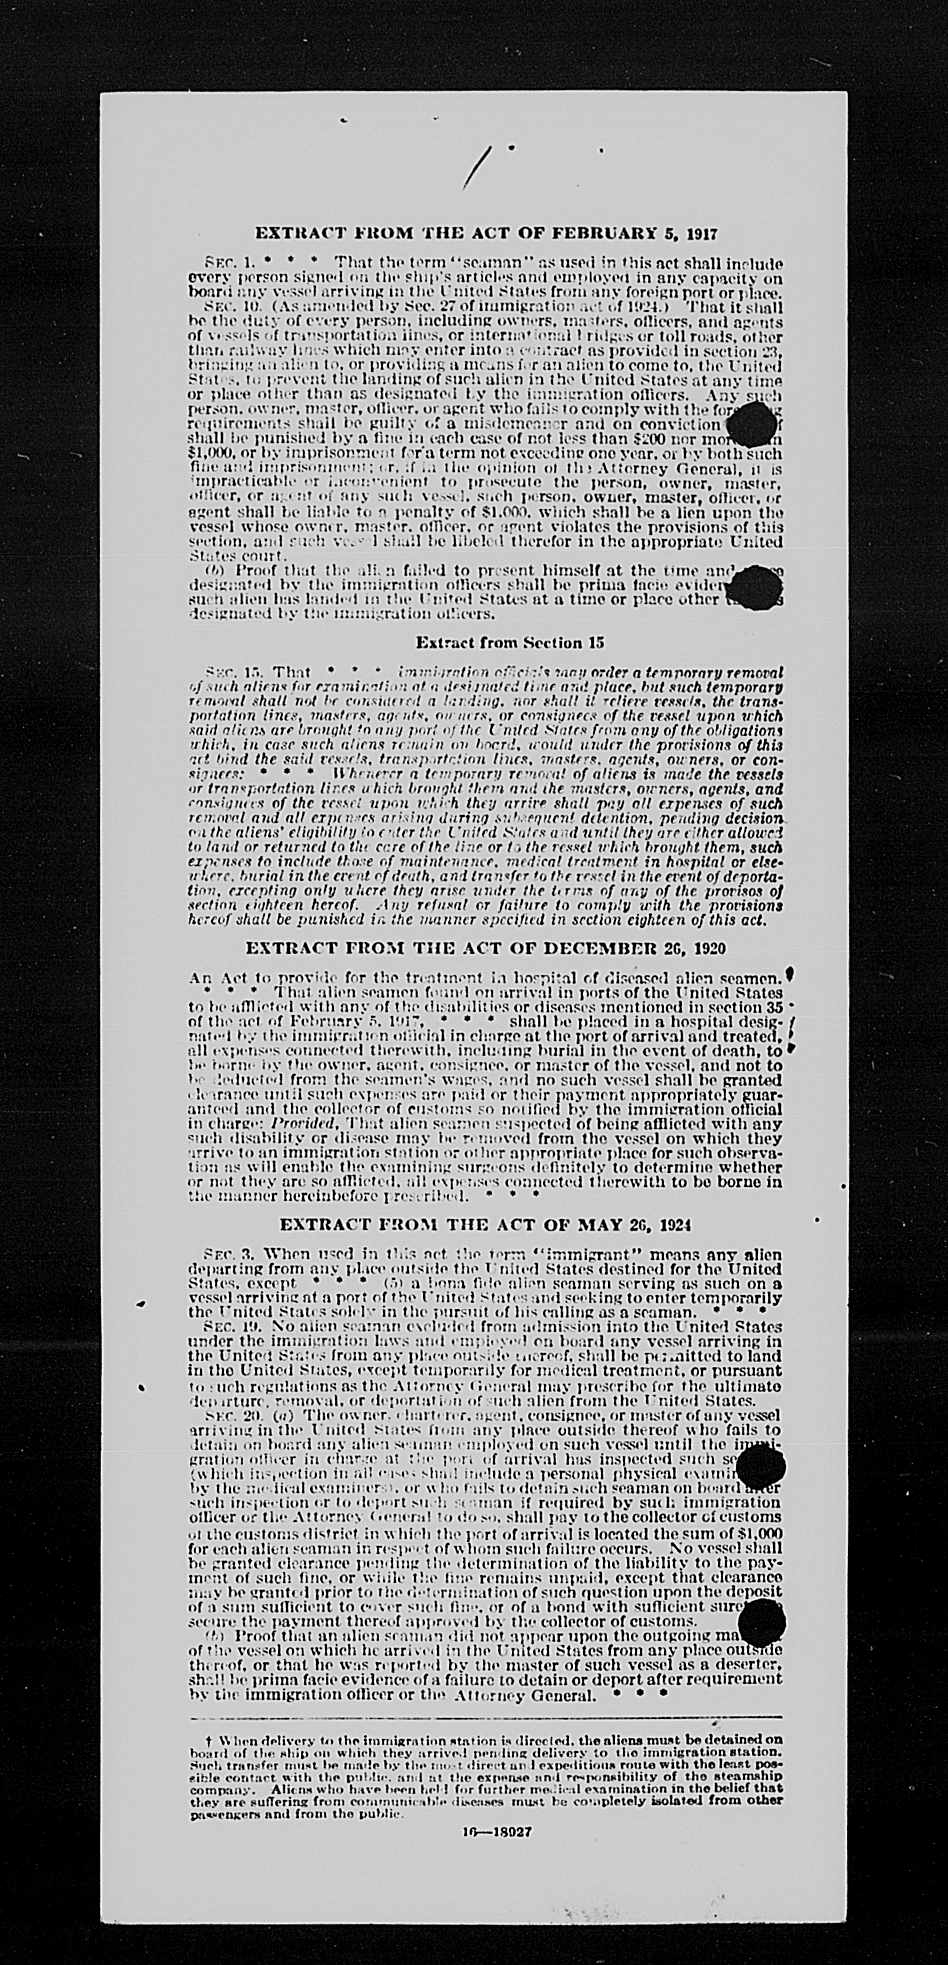 EXTRACT FROM THE ACT OF FEBRUARY 5, 1917
SEC. 1. * * * That the term "seaman" as used in this act shall include
every person signed on the ship's articles and employed in any capacity on
board any vessel arriving in the United States from any foreign port or place.
SEC. 10. (As amended by Sec. 27 of immigration act of 1924.) That it shall
be the duty of every person, including owners, masters, officers, and agents
of vessels of transportation lines, or international bridges or toll roads, other
than railway lines which may enter into a contract as provided in section 23,
bringing an alien to, or providing a means for an alien to come to, the United
States, to prevent the landing of such alien in the United States at any time
or place other than as designated by the immigration officers. Any such
person, owner, master, officer, or agent who fails to comply with the
requirements shall be guilty of a misdemeanor and on conviction
shall be punished by a fine in each case of not less than $200 nor
$1,000, or by imprisonment for a term not exceeding one year, or by both such
fine and imprisonment; or, if in the opinion of the Attorney General, it is
impracticable or inconvenient to prosecute the person, owner, master,
officer, or agent of any such vessel, such person, owner, master, officer, or
agent shall be liable to a penalty of $1,000, which shall be a lien upon the
vessel whose owner, master, officer, or agent violates the provisions of this
section, and such vessel shall be libeled therefor in the appropriate United
States court.
(b) Proof that the alien failed to present himself at the time and
designated by the immigration officers shall be prima facie
such alien has landed in the United States at a time or place other
designated by the immigration officers.
Extract from Section 15
SEC. 15. That * * * immigration officials may order a temporary removal
of such aliens for examination at a designated time and place, but such temporary
removal shall not be considered a landing, nor shall it relieve vessels, the trans-
portation lines, masters, agents, owners, or consignees of the vessel upon which
said aliens are brought to any port of the United States from any of the obligations
which, in case such aliens remain on board, would under the provisions of this
act bind the said vessels, transportation lines, masters, agents, owners, or con-
signees: * * * Whenever a temporary removal of aliens is made the vessels
or transportation lines which brought them and the masters, owners, agents, and
consignees of the vessel upon which they arrive shall pay all expenses of such
removal and all expenses arising during subsequent detention, pending decision
on the aliens' eligibility to enter the United States and until they are either allowed
to land or returned to the care of the line or to the vessel which brought them, such
expenses to include those of maintenance, medical treatment in hospital or else-
where, burial in the event of death, and transfer to the vessel in the event of deporta-
tion, excepting only where they arise under the terms of any of the provisos of
section eighteen hereof. Any refusal or failure to comply with the provisions
hereof shall be punished in the manner specified in section eighteen of this act.
EXTRACT FROM THE ACT OF DECEMBER 26, 1920
An Act to provide for the treatment in hospital of diseased alien seamen.
* * * That alien seamen found on arrival in ports of the United States
to be afflicted with any of the disabilities or diseases mentioned in section 35
of the act of February 5, 1917, * * * shall be placed in a hospital desig-
nated by the immigration official in charge at the port of arrival and treated,
all expenses connected therewith, including burial in the event of death, to
be borne by the owner, agent, consignee, or master of the vessel, and not to
be deducted from the seamen's wages, and no such vessel shall be granted
clearance until such expenses are paid or their payment appropriately guar-
anteed and the collector of customs so notified by the immigration official
in charge: Provided, That alien seamen suspected of being afflicted with any
such disability or disease may be removed from the vessel on which they
arrive to an immigration station or other appropriate place for such observa-
tion as will enable the examining surgeons definitely to determine whether
or not they are so afflicted, all expenses connected therewith to be borne in
the manner hereinbefore prescribed. * * *
EXTRACT FROM THE ACT OF MAY 26, 1924
SEC. 3. When used in this act the term "immigrant" means any alien
departing from any place outside the United States destined for the United
States, except * * * (5) a bona fide alien seaman serving as such on a
vessel arriving at a port of the United States and seeking to enter temporarily
the United States solely in the pursuit of his calling as a seaman. * * *
SEC. 19. No alien seaman excluded from admission into the United States
under the immigration laws and employed on board any vessel arriving in
the United States from any place outside thereof, shall be permitted to land
in the United States, except temporarily for medical treatment, or pursuant
to such regulations as the Attorney General may prescribe for the ultimate
departure, removal, or deportation of such alien from the United States.
SEC. 20. (a) The owner, charterer, agent, consignee, or master of any vessel
arriving in the United States from any place outside thereof who fails to
detain on board any alien seaman employed on such vessel until the immi-
gration officer in charge at the port of arrival has inspected such
(which inspection in all cases shall include a personal physical
by the medical examiners), or who fails to detain such seaman on board after
such inspection or to deport such seaman if required by such immigration
officer or the Attorney General to do so, shall pay to the collector of customs
of the customs district in which the port of arrival is located the sum of $1,000
for each alien seaman in respect of whom such failure occurs. No vessel shall
be granted clearance pending the determination of the liability to the pay-
ment of such fine, or while the fine remains unpaid, except that clearance
may be granted prior to the determination of such question upon the deposit
of a sum sufficient to cover such fine, or of a bond with sufficient
secure the payment thereof approved by the collector of customs.
(b) Proof that an alien seaman did not appear upon the outgoing
of the vessel on which he arrived in the United States from any place outside
thereof, or that he was reported by the master of such vessel as a deserter,
shall be prima facie evidence of a failure to detain or deport after requirement
by the immigration officer or the Attorney General. * * *
† When delivery to the immigration station is directed, the aliens must be detained on
board of the ship on which they arrived pending delivery to the immigration station.
Such transfer must be made by the most direct and expeditious route with the least pos-
sible contact with the public, and at the expense and responsibility of the steamship
company. Aliens who have been held for further medical examination in the belief that
they are suffering from communicable diseases must be completely isolated from other
passengers and from the public.
16—18027